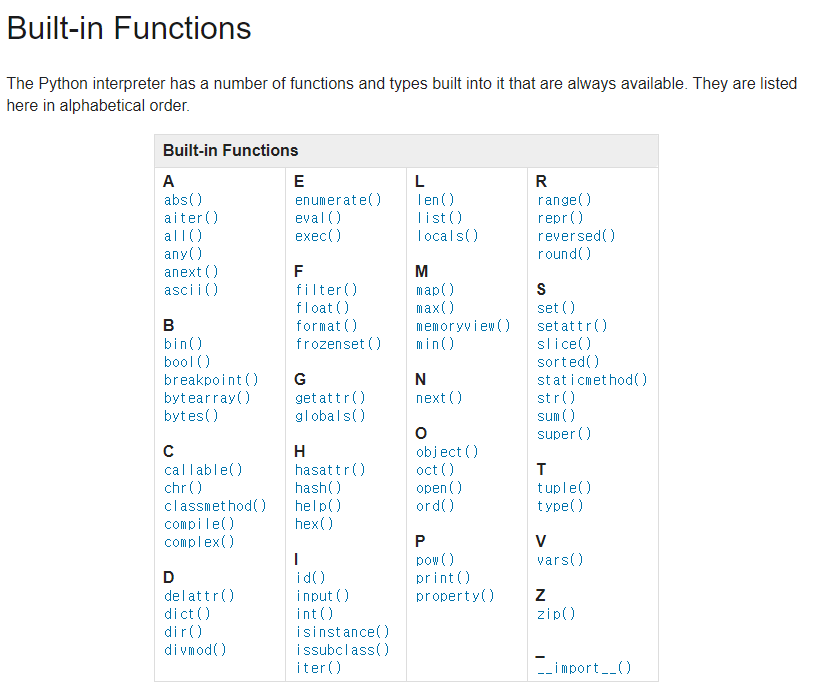 Built-in Functions
The Python interpreter has a number of functions and types built into it that are always available. They are listed
here in alphabetical order.
Built-in Functions
A
abs()
aiter()
all()
any()
anext()
ascii()
B
bin()
bool()
breakpoint()
bytearray()
bytes()
C
callable()
chr()
classmethod()
compile()
complex()
D
delattr()
dict()
dir()
divmod()
E
enumerate()
eval()
exec()
F
filter()
float()
format()
frozenset()
G
getattr()
globals()
H
hasattr()
hash()
help()
hex()
I
id()
input()
int()
isinstance()
issubclass()
iter()
L
len()
list()
locals()
M
map()
max()
memoryview()
min()
N
next()
O
object()
oct()
open()
ord()
P
pow()
print()
property()
R
range()
repr()
reversed()
round()
S
set()
setattr()
slice()
sorted()
staticmethod()
str()
sum()
super()
T
tuple()
type()
V
vars()
Z
zip()
_
__import__()